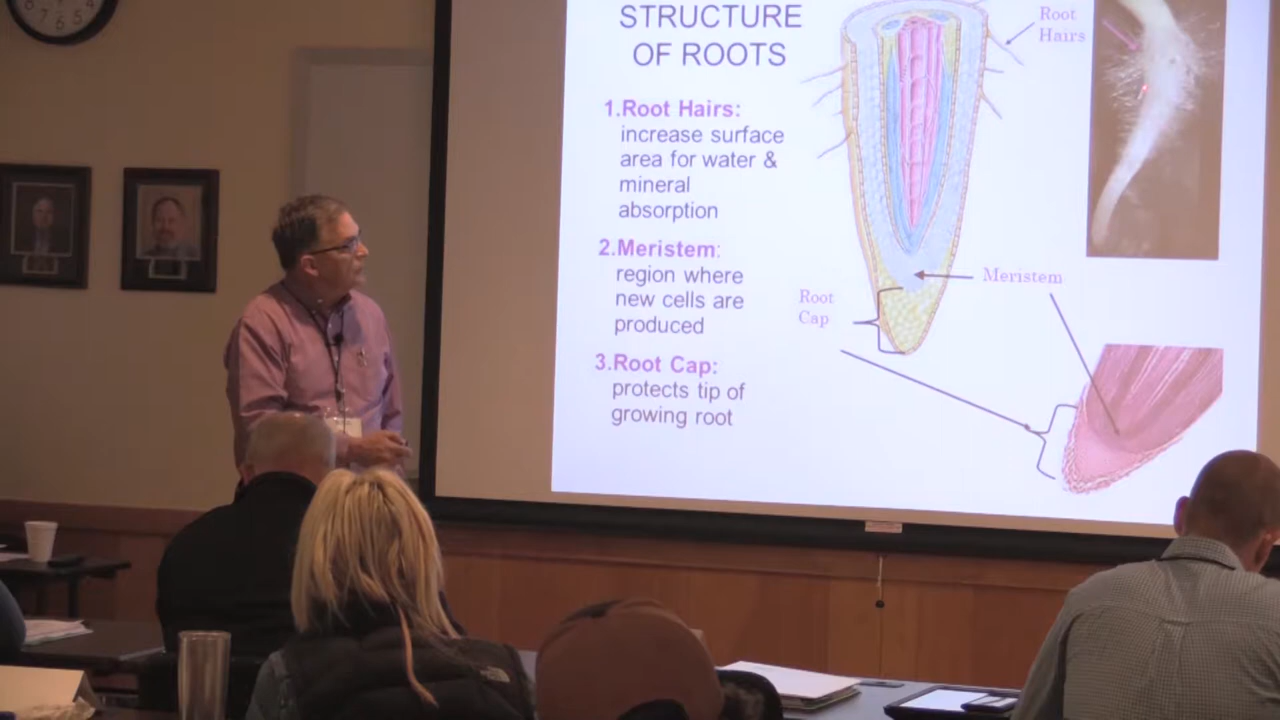 STRUCTURE
OF ROOTS
1.Root Hairs:
increase surface
area for water &
mineral
absorption
2.Meristem:
region where
new cells are
produced
3.Root Cap:
protects tip of
growing root
Root
Hairs
Meristem
Root
Cap